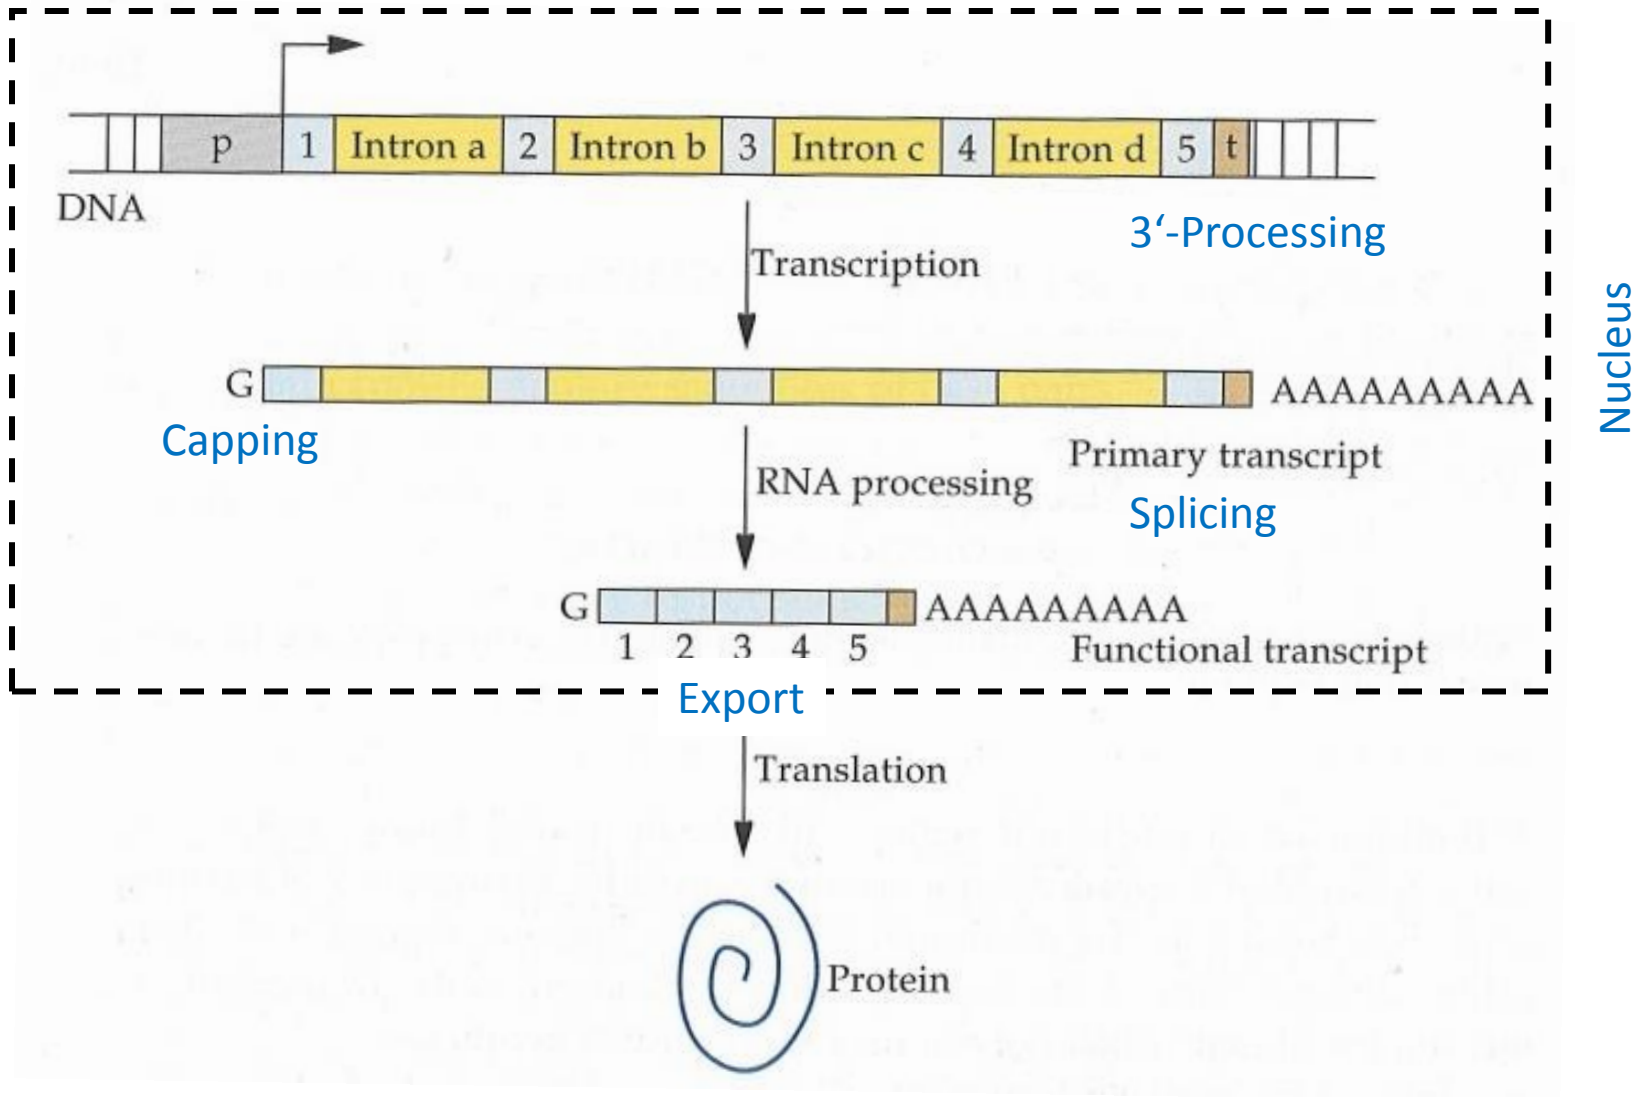 p 1 Intron a 2 Intron b 3 Intron c 4 Intron d 5 t
DNA
3‘-Processing
Transcription
Nucleus
G AAAAAAAAA
Capping
Primary transcript
RNA processing
Splicing
G AAAAAAAAA
1 2 3 4 5
Functional transcript
Export
Translation
Protein